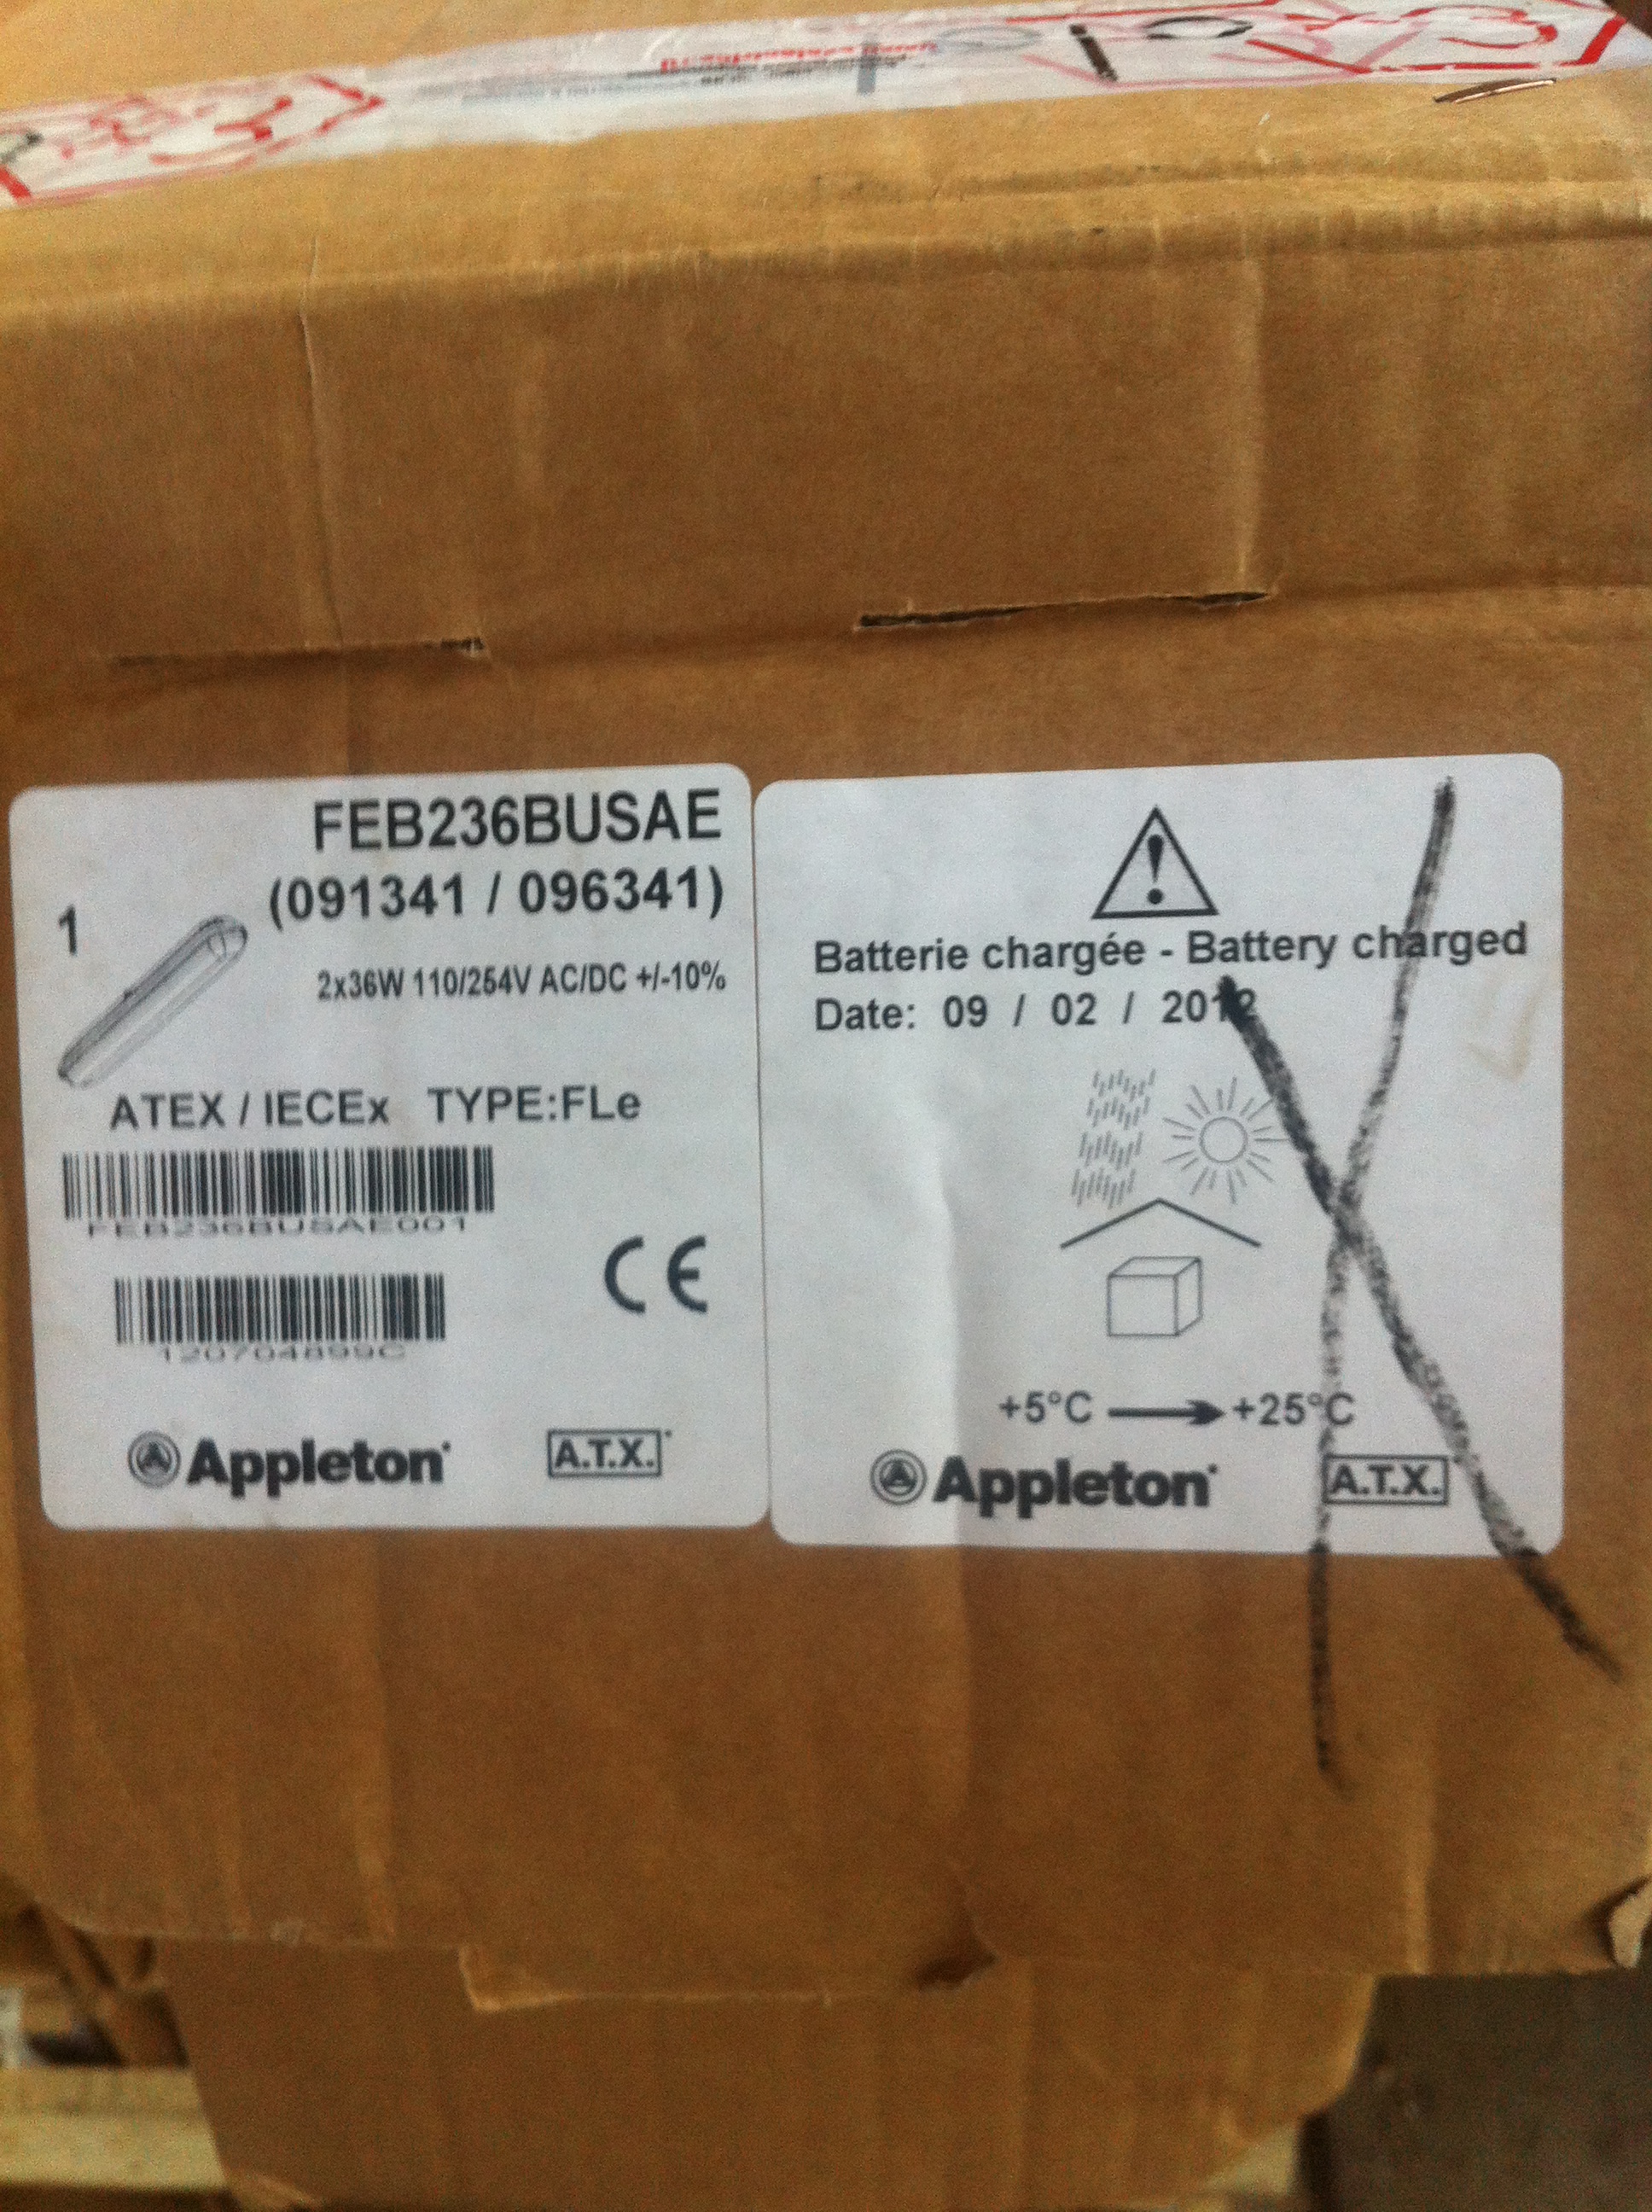 FEB236BUSAE
(091341 / 096341)
1
2x36W 110/254V AC/DC +/-10%
ATEX / IECEx TYPE:FLe
FEB236BUSAE001
CE
120704899C
Appleton
A.T.X.
Batterie chargée - Battery charged
Date: 09 / 02 / 2012
+5°C +25°C
Appleton
A.T.X.